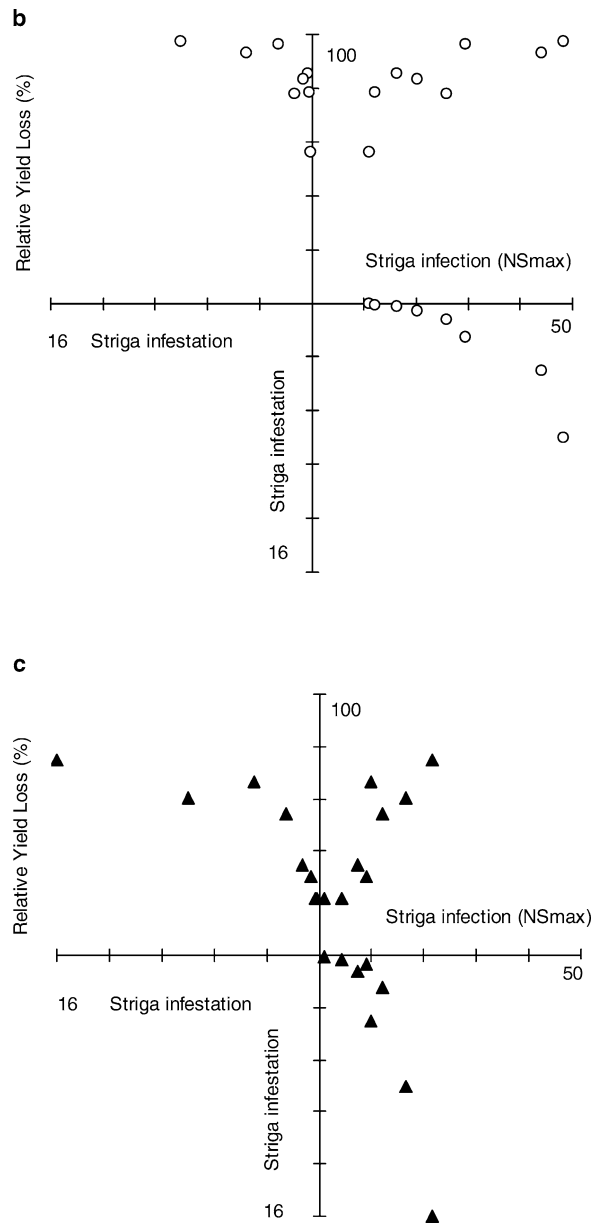 b
100
Relative Yield Loss (%)
Striga infection (NSmax)
50
16 Striga infestation
Striga infestation
16
c
100
Relative Yield Loss (%)
Striga infection (NSmax)
50
16 Striga infestation
Striga infestation
16